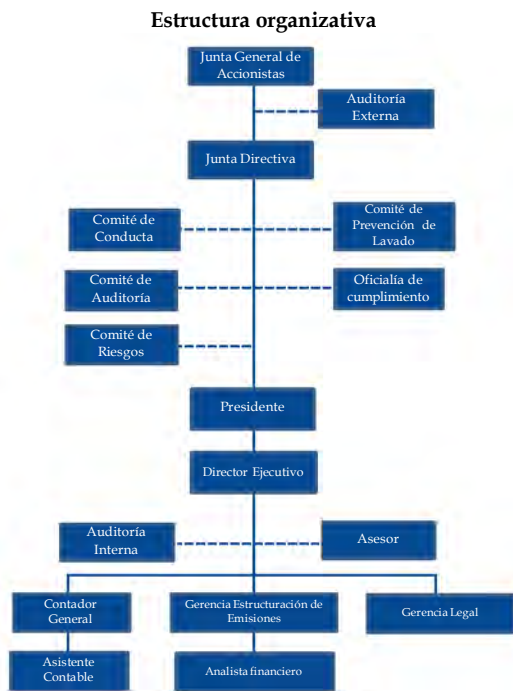 Estructura organizativa
Junta General de
Accionistas
Auditoría
Externa
Junta Directiva
Comité de
Conducta
Comité de
Prevención de
Lavado
Comité de
Auditoría
Oficialía de
cumplimiento
Comité de
Riesgos
Presidente
Director Ejecutivo
Auditoría
Interna
Asesor
Contador
General
Gerencia Estructuración de
Emisiones
Gerencia Legal
Asistente
Contable
Analista financiero